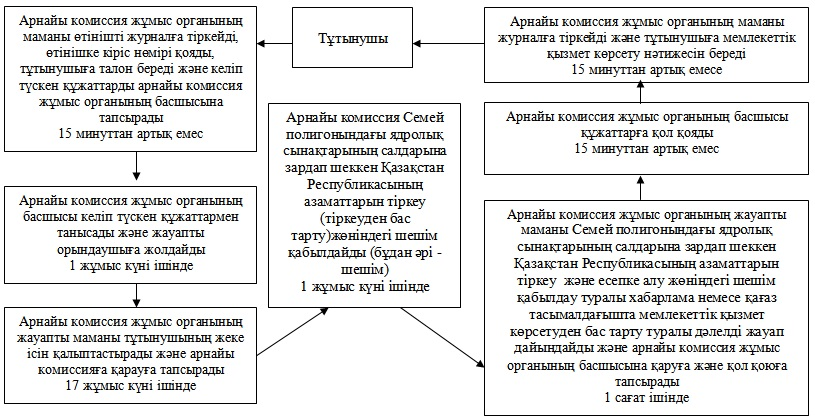 Тұтынушы
Арнайы комиссия жұмыс органының
маманы өтінішті журналға тіркейді,
өтінішке кіріс нөмірі қояды,
тұтынушыға талон береді және келіп
түскен құжаттарды арнайы комиссия
жұмыс органының басшысына
тапсырады
15 минуттан артық емес
Арнайы комиссия жұмыс органының
басшысы келіп түскен құжаттармен
танысады және жауапты
орындаушыға жолдайды
1 жұмыс күні ішінде
Арнайы комиссия жұмыс органының
жауапты маманы тұтынушының жеке
ісін қалыптастырады және арнайы
комиссияға қарауға тапсырады
17 жұмыс күні ішінде
Арнайы комиссия Семей
полигонындағы ядролық
сынақтарының салдарына
зардап шеккен Қазақстан
Республикасының
азаматтарын тіркеу
(тіркеуден бас
тарту)жөніндегі шешім
қабылдайды (бұдан әрі -
шешім)
1 жұмыс күні ішінде
Арнайы комиссия жұмыс органының жауапты
маманы Семей полигонындағы ядролық
сынақтарының салдарына зардап шеккен
Қазақстан Республикасының азаматтарын
тіркеу  және есепке алу жөніндегі шешім
қабылдау туралы хабарлама немесе қағаз
тасымалдағышта мемлекеттік қызмет
көрсетуден бас тарту туралы дәлелді жауап
дайындайды және арнайы комиссия жұмыс
органының басшысына қаруға және қол қоюға
тапсырады
1 сағат ішінде
Арнайы комиссия жұмыс органының басшысы
құжаттарға қол қояды
15 минуттан артық емес
Арнайы комиссия жұмыс органының маманы
журналға тіркейді және тұтынушыға мемлекеттік
қызмет көрсету нәтижесін береді
15 минуттан артық емесе